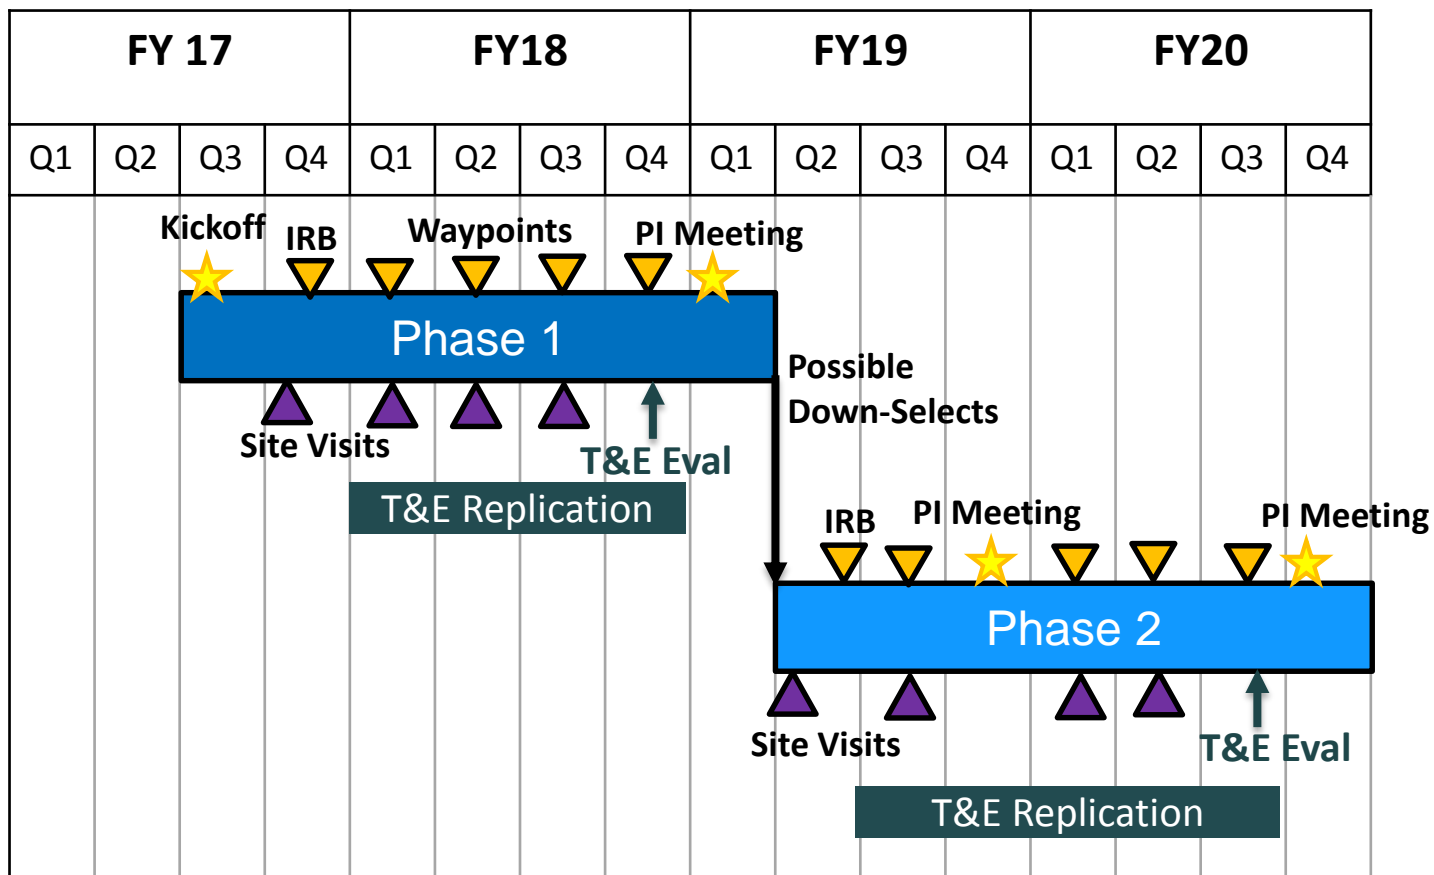 FY 17 FY18 FY19 FY20
Q1 Q2 Q3 Q4 Q1 Q2 Q3 Q4 Q1 Q2 Q3 Q4 Q1 Q2 Q3 Q4
Kickoff IRB Waypoints PI Meeting
Phase 1
Possible
Down-Selects
Site Visits T&E Eval
T&E Replication
IRB PI Meeting PI Meeting
Phase 2
Site Visits T&E Eval
T&E Replication